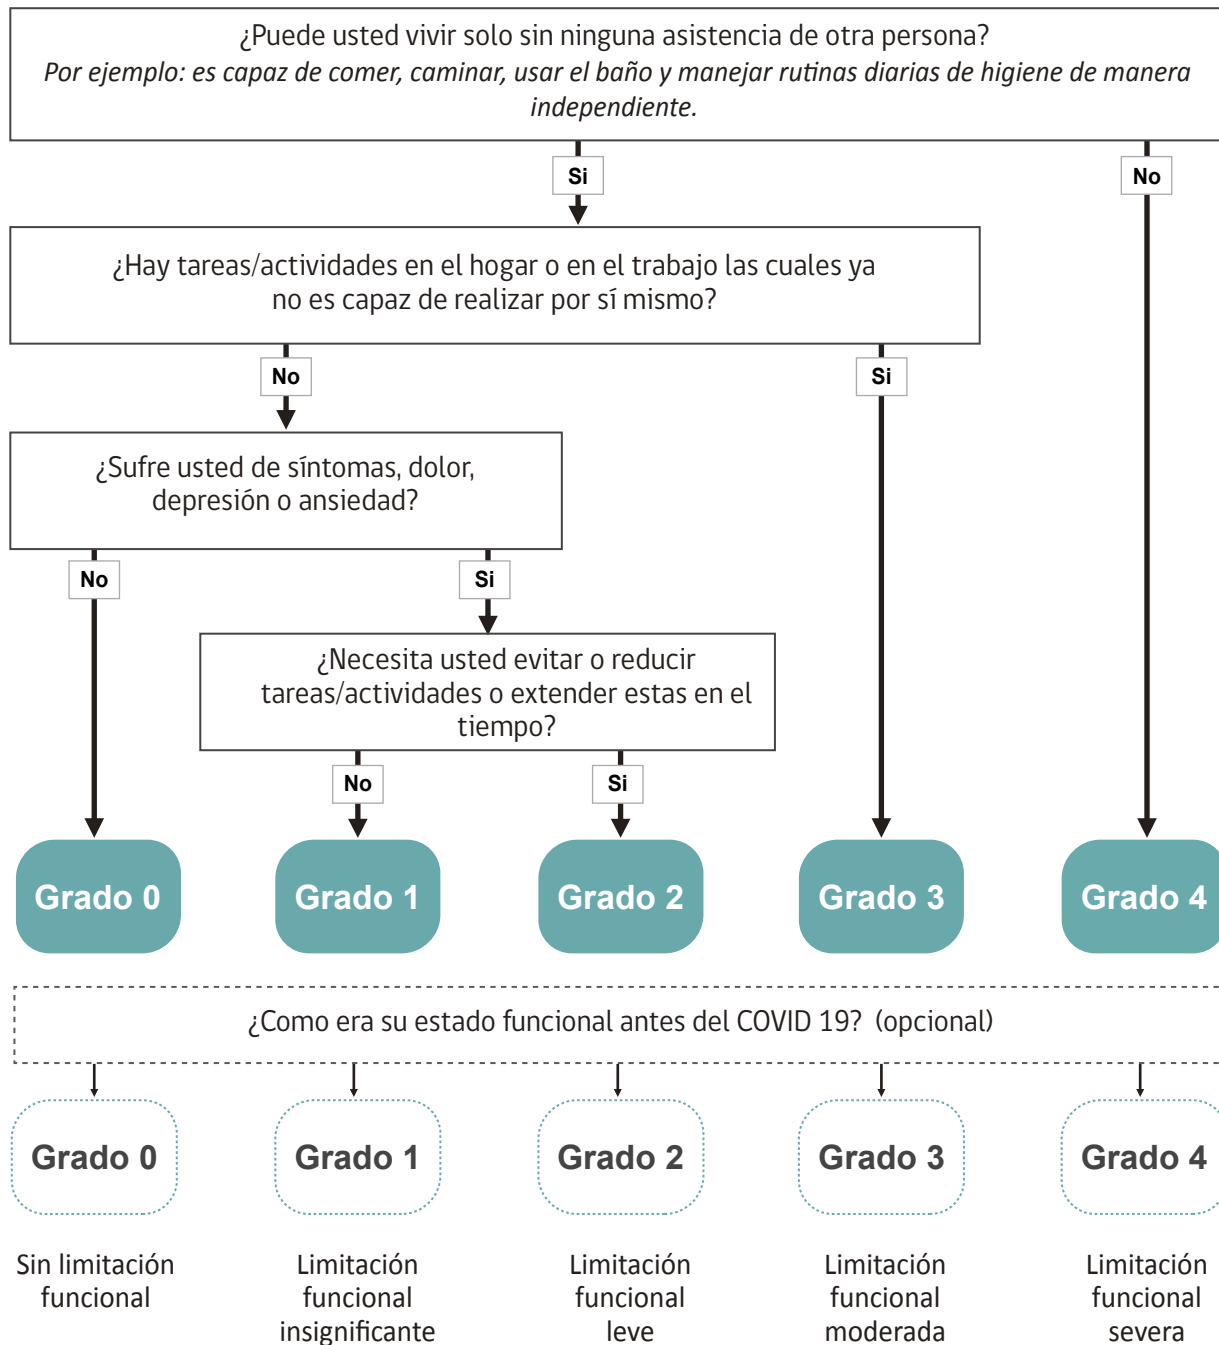 ¿Puede usted vivir solo sin ninguna asistencia de otra persona?
Por ejemplo: es capaz de comer, caminar, usar el baño y manejar rutinas diarias de higiene de manera
independiente.
Si
No
¿Hay tareas/actividades en el hogar o en el trabajo las cuales ya
no es capaz de realizar por sí mismo?
No
Si
¿Sufre usted de síntomas, dolor,
depresión o ansiedad?
No
Si
¿Necesita usted evitar o reducir
tareas/actividades o extender estas en el
tiempo?
No
Si
Grado 0
Grado 1
Grado 2
Grado 3
Grado 4
¿Como era su estado funcional antes del COVID 19? (opcional)
Grado 0
Grado 1
Grado 2
Grado 3
Grado 4
Sin limitación
funcional
Limitación
funcional
insignificante
Limitación
funcional
leve
Limitación
funcional
moderada
Limitación
funcional
severa